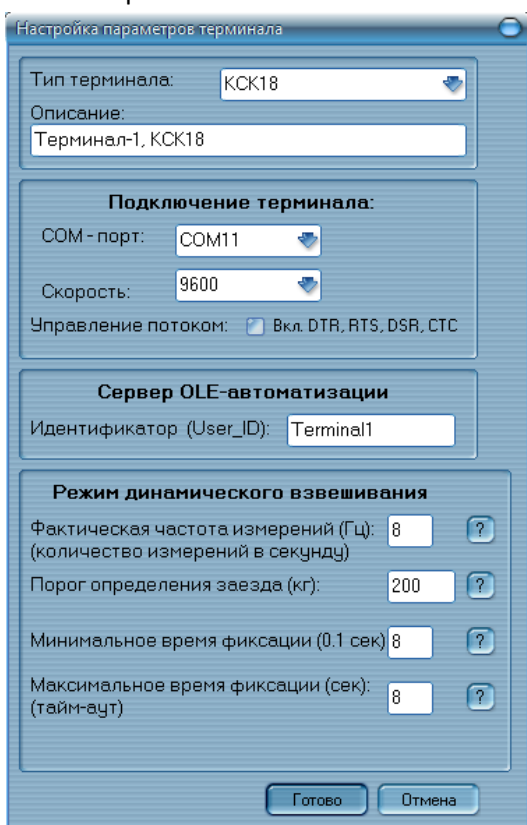 Настройка параметров терминала
Тип терминала: КСК18
Описание:
Терминал-1, КСК18
Подключение терминала:
COM - порт: COM11
Скорость: 9600
Управление потоком: Вкл. DTR, RTS, DSR, CTC
Сервер OLE-автоматизации
Идентификатор (User_ID): Terminal1
Режим динамического взвешивания
Фактическая частота измерений (Гц): 8 ?
(количество измерений в секунду)
Порог определения заезда (кг): 200 ?
Минимальное время фиксации (0.1 сек) 8 ?
Максимальное время фиксации (сек): 8 ?
(тайм-аут)
Готово Отмена